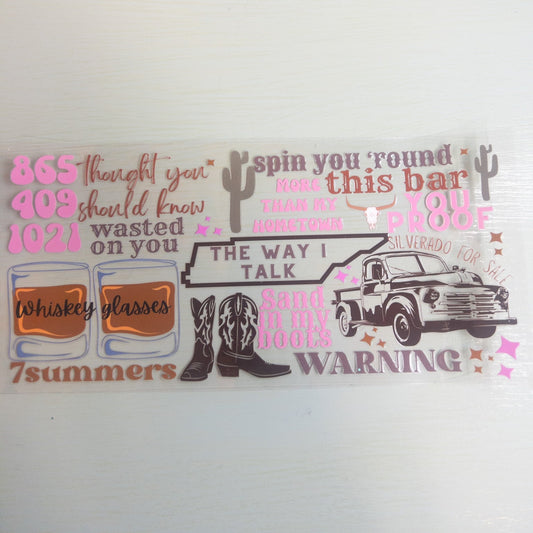 865
thought you
409
should know
1021
wasted
on you
spin you 'round
this bar
MORE
THAN MY
HOMETOWN
YOU
PROOF
THE WAY I
TALK
SILVERADO FOR SALE
Whiskey glasses
Sand
in my
boots
7summers
WARNING